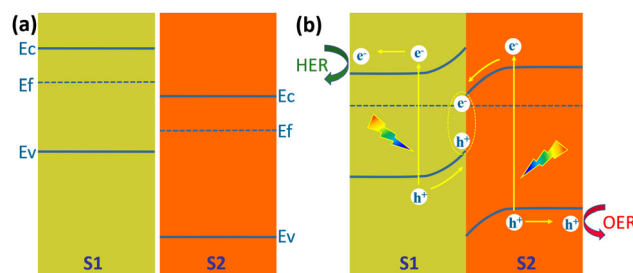 (a)
Ec
Ef
Ev
Ec
Ef
Ev
S1
S2
(b)
HER
e-
e-
e-
e-
h+
h+
h+
h+
OER
S1
S2